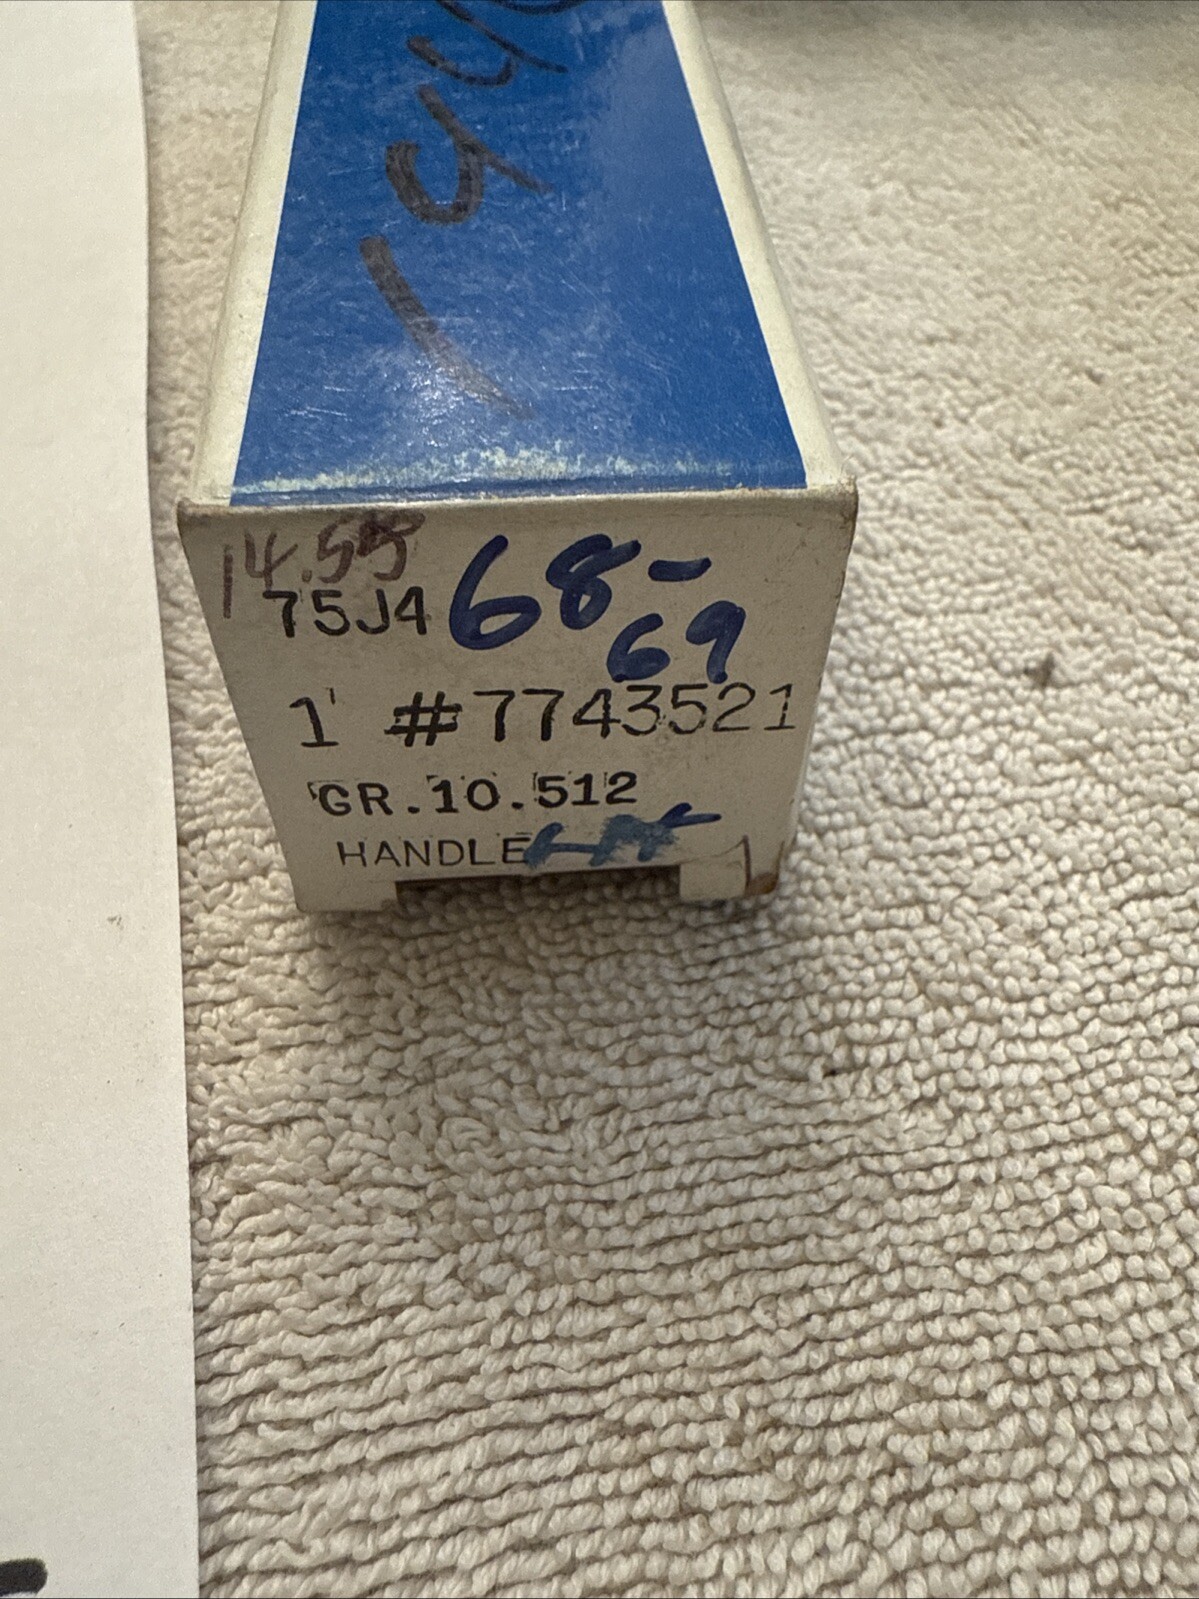 14.55
75J4 68-
69
1 #7743521
GR.10.512
HANDLE